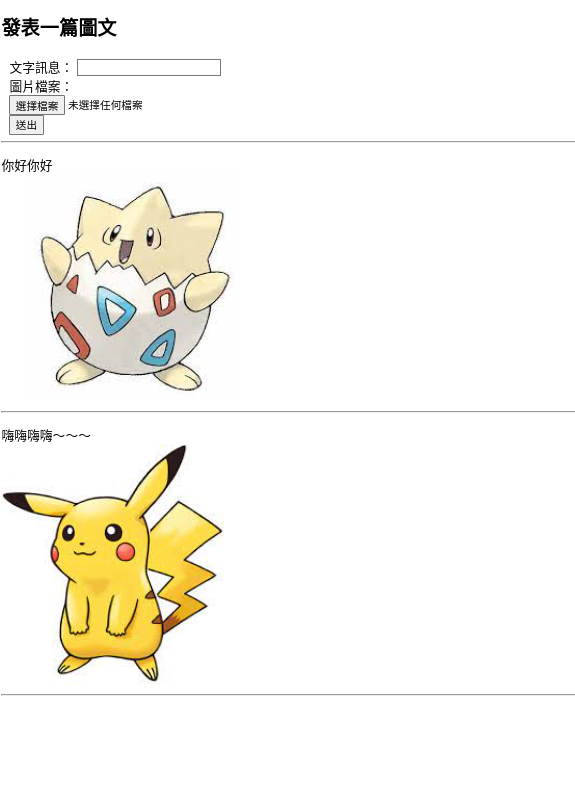 發表一篇圖文
文字訊息：
圖片檔案：
選擇檔案 未選擇任何檔案
送出
你好你好
嗨嗨嗨嗨～～～